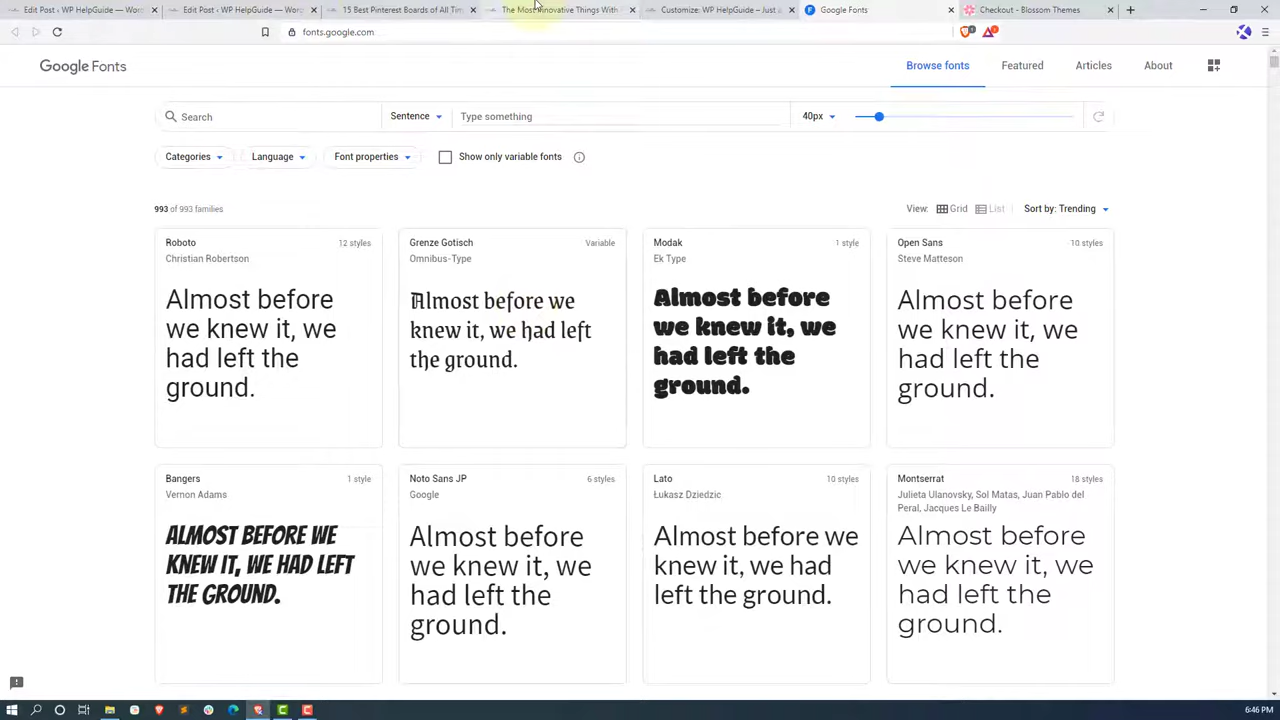 Edit Post ‹ WP HelpGuide — Wor
Edit Post ‹ WP HelpGuide — Wor
15 Best Pinterest Boards of All Tim
The Most Innovative Things With
Customize: WP HelpGuide – Just a
Google Fonts
Checkout - Blossom Themes
fonts.google.com
Google Fonts
Browse fonts
Featured
Articles
About
Search
Sentence
Type something
40px
Categories
Language
Font properties
Show only variable fonts
993 of 993 families
View:
Grid
List
Sort by: Trending
Roboto
12 styles
Christian Robertson
Almost before
we knew it, we
had left the
ground.
Grenze Gotisch
Variable
Omnibus-Type
Almost before we
knew it, we had left
the ground.
Modak
1 style
Ek Type
Almost before
we knew it, we
had left the
ground.
Open Sans
10 styles
Steve Matteson
Almost before
we knew it, we
had left the
ground.
Bangers
1 style
Vernon Adams
ALMOST BEFORE WE
KNEW IT, WE HAD LEFT
THE GROUND.
Noto Sans JP
6 styles
Google
Almost before
we knew it, we
had left the
ground.
Lato
10 styles
Łukasz Dziedzic
Almost before we
knew it, we had
left the ground.
Montserrat
18 styles
Julieta Ulanovsky, Sol Matas, Juan Pablo del
Peral, Jacques Le Bailly
Almost before
we knew it, we
had left the
ground.
6:46 PM